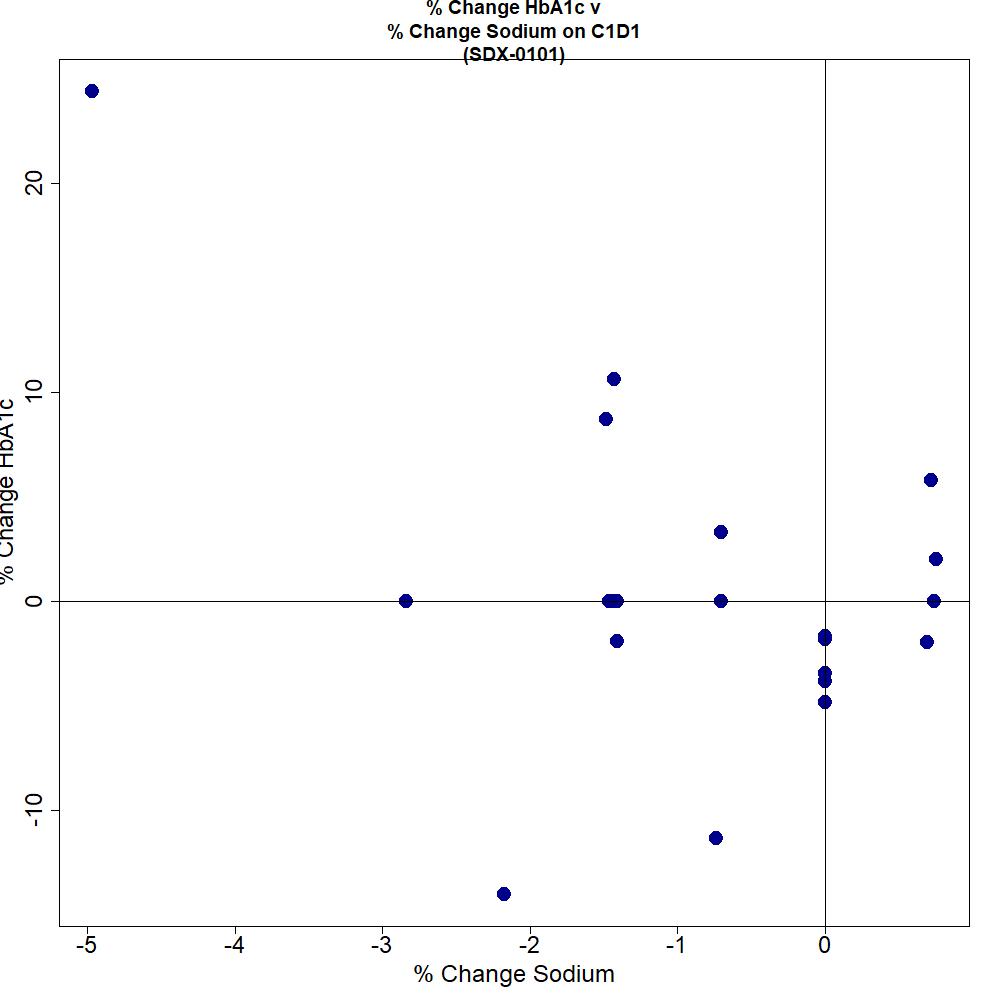 % Change HbA1c v
% Change Sodium on C1D1
(SDX-0101)
20
10
0
-10
% Change HbA1c
-5 -4 -3 -2 -1 0
% Change Sodium